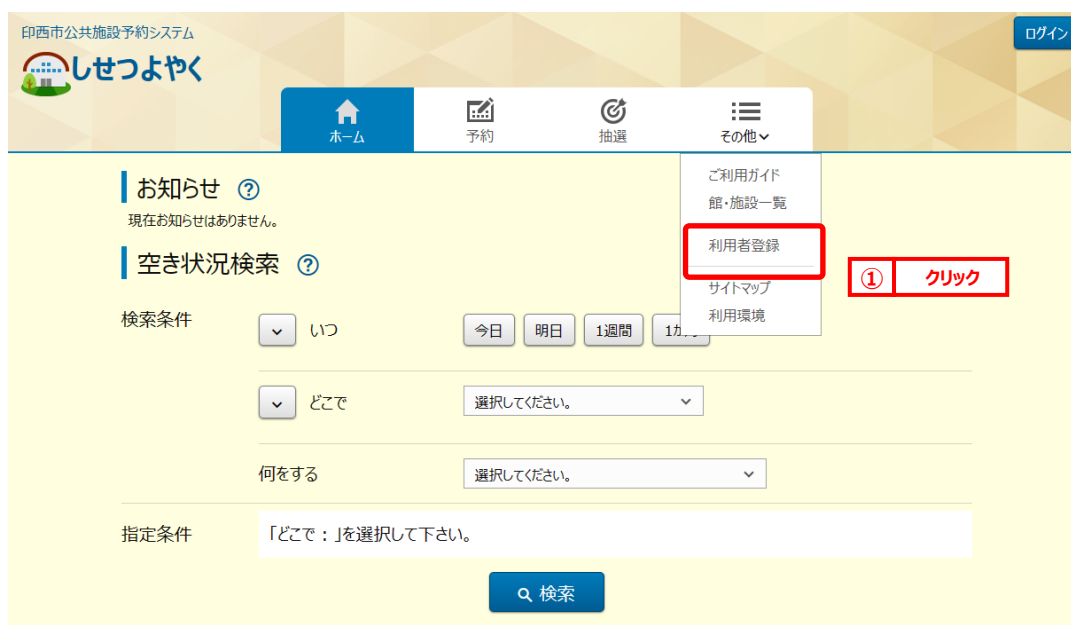 印西市公共施設予約システム
しせつよやく
ログイン
ホーム
予約
抽選
その他
ご利用ガイド
館・施設一覧
利用者登録
サイトマップ
利用環境
① クリック
お知らせ ?
現在お知らせはありません。
空き状況検索 ?
検索条件
いつ 今日 明日 1週間
どこで 選択してください。
何をする 選択してください。
指定条件 「どこで：」を選択して下さい。
検索